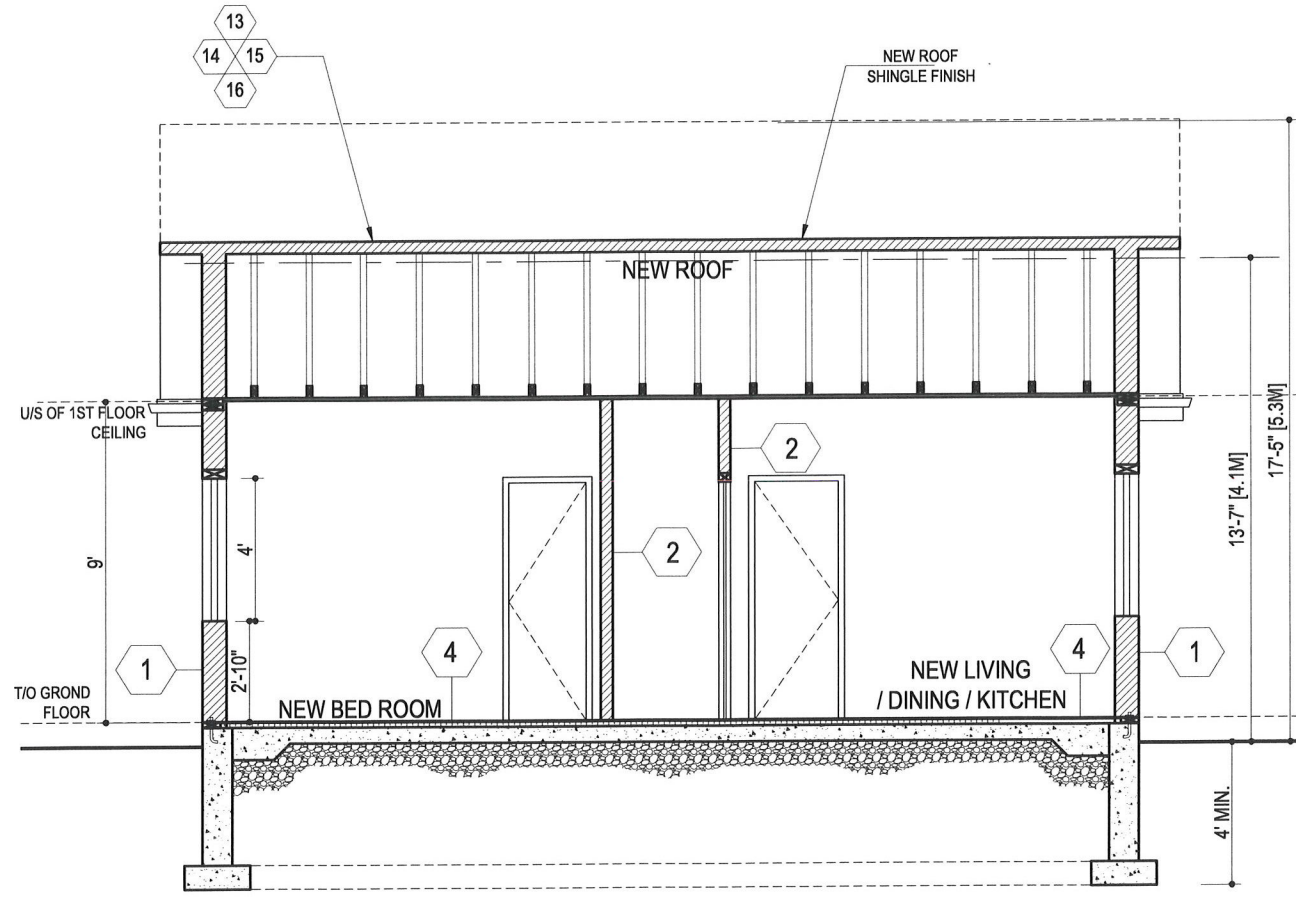 13
14 15
16
NEW ROOF
SHINGLE FINISH
NEW ROOF
U/S OF 1ST FLOOR
CEILING
2
2
9'
4'
2'-10"
13'-7" [4.1M]
17'-5" [5.3M]
1
4
4
1
T/O GROND
FLOOR
NEW BED ROOM
NEW LIVING
/ DINING / KITCHEN
4' MIN.